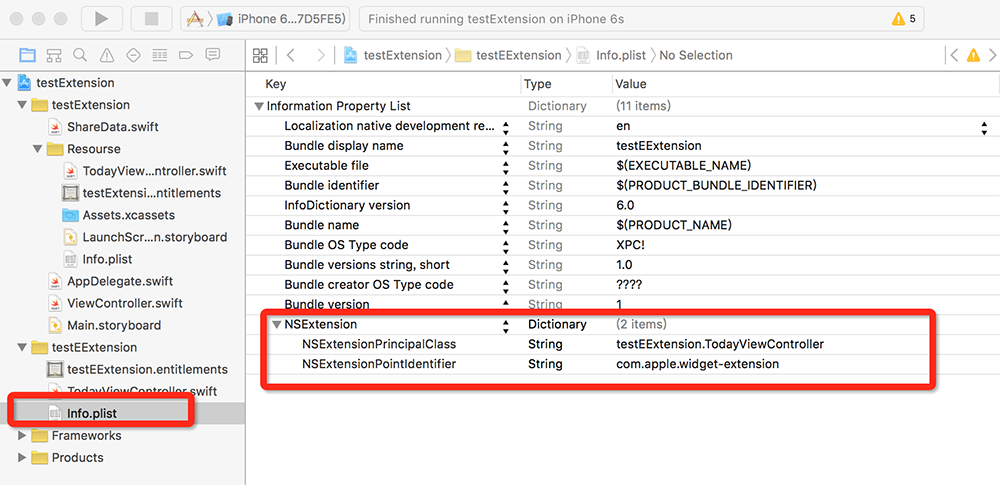 iPhone 6...7D5FE5)
Finished running testExtension on iPhone 6s
5
testExtension
testEExtension
Info.plist
No Selection
testExtension
testExtension
ShareData.swift
Resourse
TodayView...ntroller.swift
testExtensi...ntitlements
Assets.xcassets
LaunchScr...n.storyboard
Info.plist
AppDelegate.swift
ViewController.swift
Main.storyboard
testEExtension
testEExtension.entitlements
TodayViewController.swift
Info.plist
Frameworks
Products
Key Type Value
Information Property List Dictionary (11 items)
Localization native development re... String en
Bundle display name String testEExtension
Executable file String $(EXECUTABLE_NAME)
Bundle identifier String $(PRODUCT_BUNDLE_IDENTIFIER)
InfoDictionary version String 6.0
Bundle name String $(PRODUCT_NAME)
Bundle OS Type code String XPC!
Bundle versions string, short String 1.0
Bundle creator OS Type code String ????
Bundle version String 1
NSExtension Dictionary (2 items)
NSExtensionPrincipalClass String testEExtension.TodayViewController
NSExtensionPointIdentifier String com.apple.widget-extension